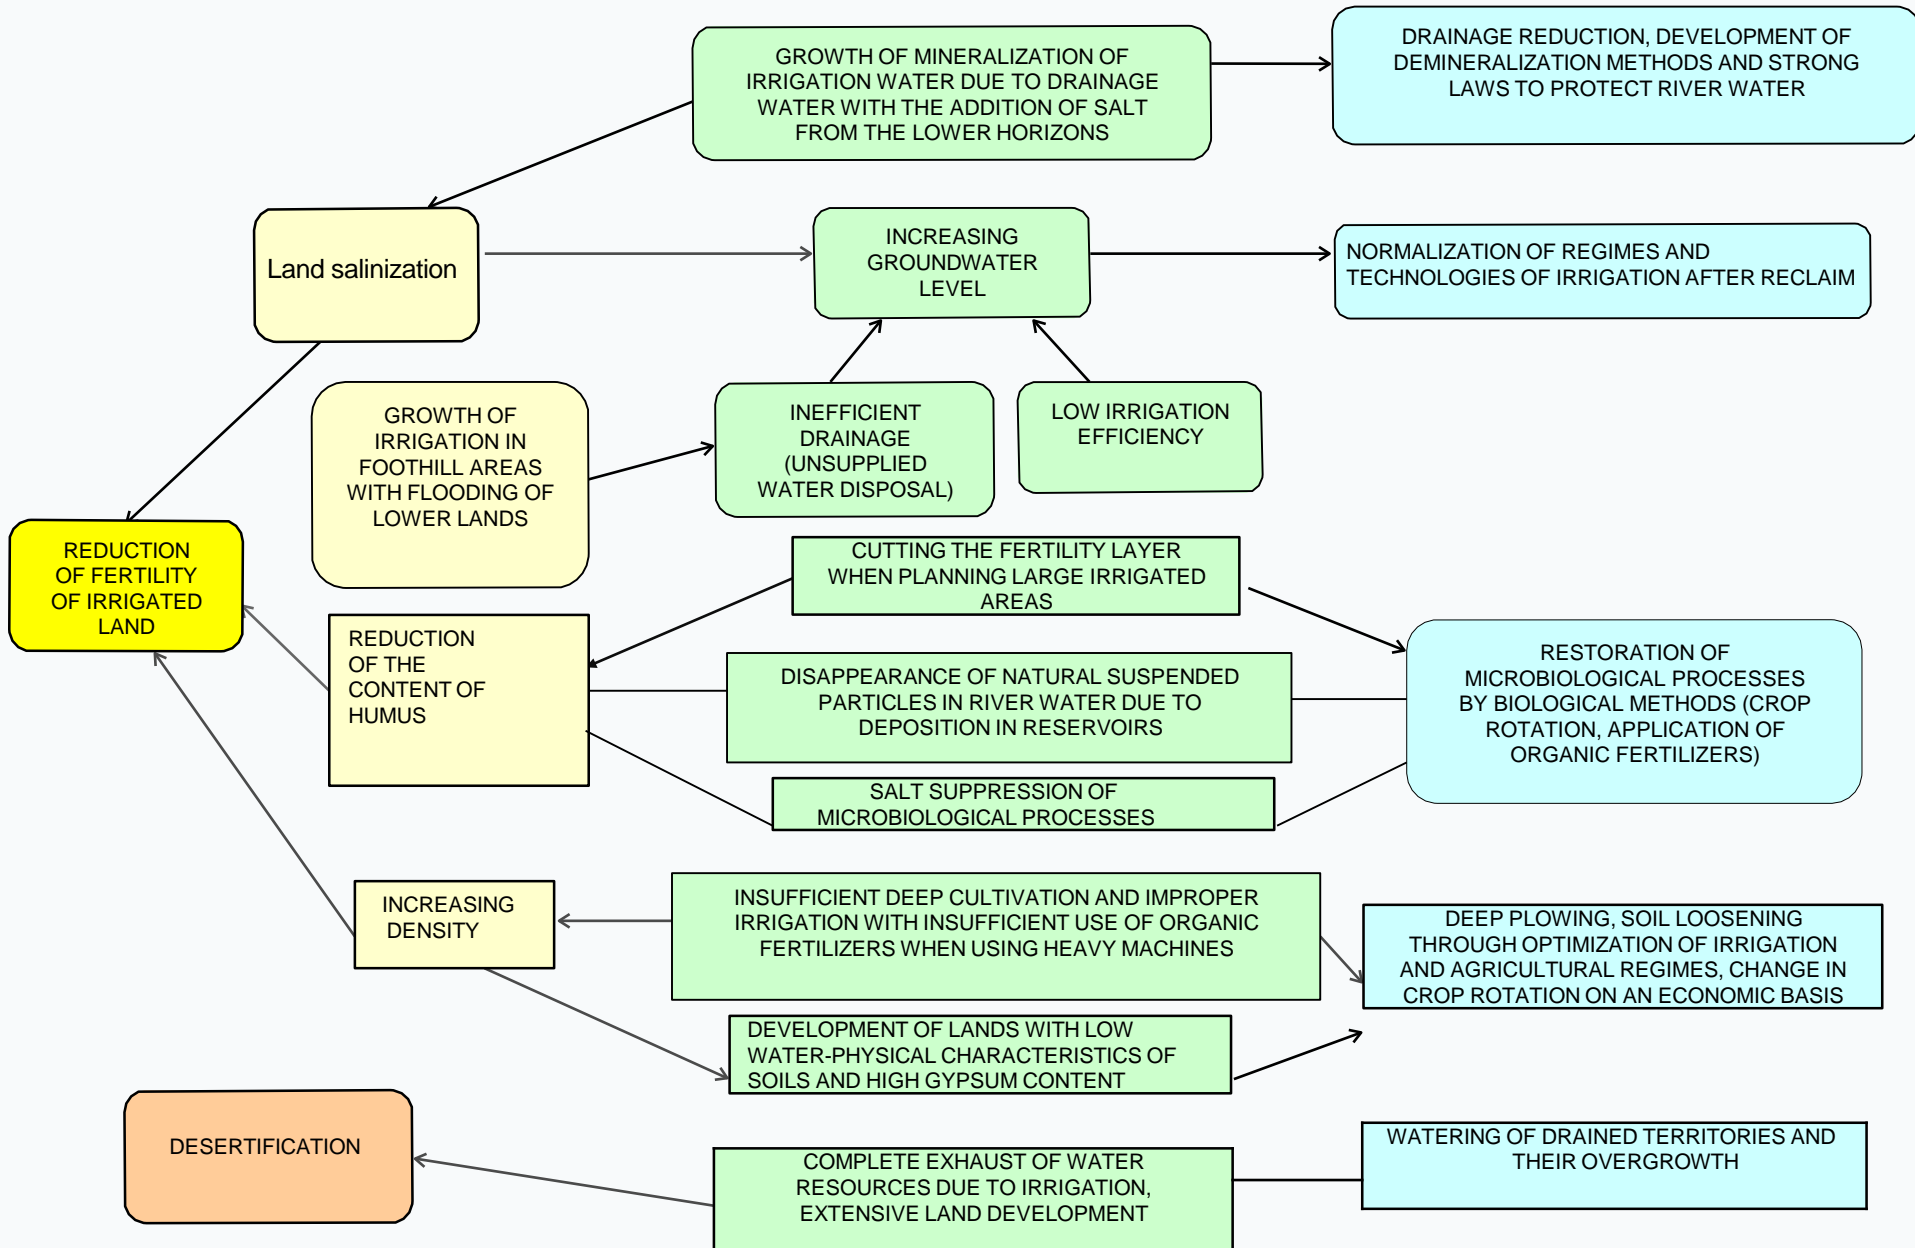 GROWTH OF MINERALIZATION OF
IRRIGATION WATER DUE TO DRAINAGE
WATER WITH THE ADDITION OF SALT
FROM THE LOWER HORIZONS
DRAINAGE REDUCTION, DEVELOPMENT OF
DEMINERALIZATION METHODS AND STRONG
LAWS TO PROTECT RIVER WATER
Land salinization
INCREASING
GROUNDWATER
LEVEL
NORMALIZATION OF REGIMES AND
TECHNOLOGIES OF IRRIGATION AFTER RECLAIM
GROWTH OF
IRRIGATION IN
FOOTHILL AREAS
WITH FLOODING OF
LOWER LANDS
INEFFICIENT
DRAINAGE
(UNSUPPLIED
WATER DISPOSAL)
LOW IRRIGATION
EFFICIENCY
REDUCTION
OF FERTILITY
OF IRRIGATED
LAND
CUTTING THE FERTILITY LAYER
WHEN PLANNING LARGE IRRIGATED
AREAS
REDUCTION
OF THE
CONTENT OF
HUMUS
DISAPPEARANCE OF NATURAL SUSPENDED
PARTICLES IN RIVER WATER DUE TO
DEPOSITION IN RESERVOIRS
RESTORATION OF
MICROBIOLOGICAL PROCESSES
BY BIOLOGICAL METHODS (CROP
ROTATION, APPLICATION OF
ORGANIC FERTILIZERS)
SALT SUPPRESSION OF
MICROBIOLOGICAL PROCESSES
INCREASING
DENSITY
INSUFFICIENT DEEP CULTIVATION AND IMPROPER
IRRIGATION WITH INSUFFICIENT USE OF ORGANIC
FERTILIZERS WHEN USING HEAVY MACHINES
DEEP PLOWING, SOIL LOOSENING
THROUGH OPTIMIZATION OF IRRIGATION
AND AGRICULTURAL REGIMES, CHANGE IN
CROP ROTATION ON AN ECONOMIC BASIS
DEVELOPMENT OF LANDS WITH LOW
WATER-PHYSICAL CHARACTERISTICS OF
SOILS AND HIGH GYPSUM CONTENT
DESERTIFICATION
COMPLETE EXHAUST OF WATER
RESOURCES DUE TO IRRIGATION,
EXTENSIVE LAND DEVELOPMENT
WATERING OF DRAINED TERRITORIES AND
THEIR OVERGROWTH